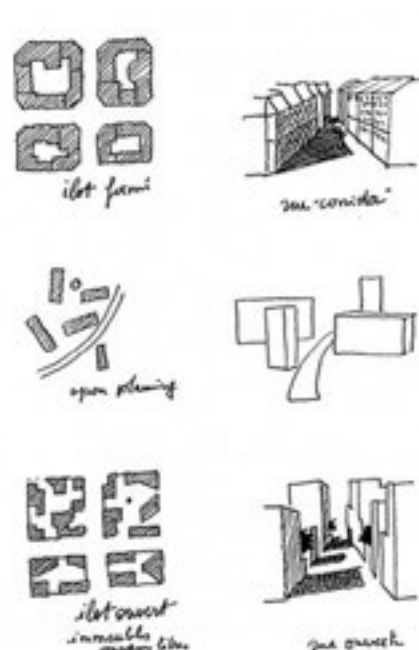 ilot fermé
rue "corridor"
open planning
ilot ouvert
immeubles
rue ouverte